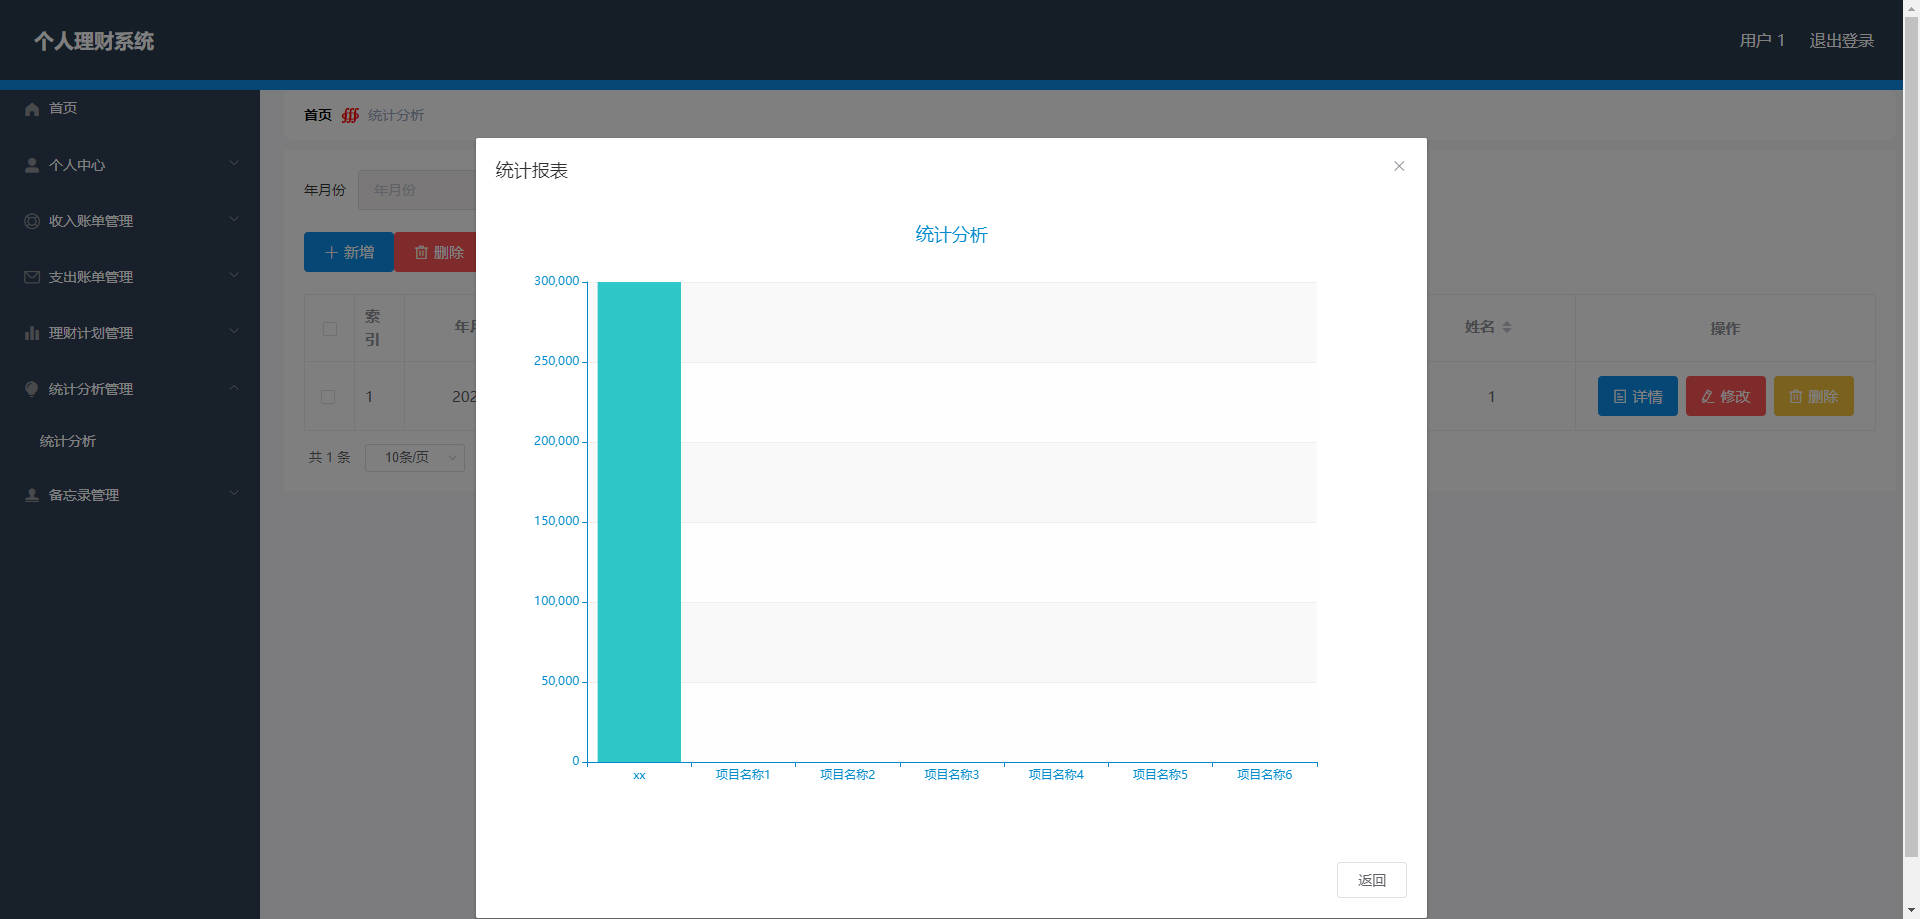 个人理财系统
用户 1 退出登录
首页
个人中心
收入账单管理
支出账单管理
理财计划管理
统计分析管理
统计分析
备忘录管理
首页 统计分析
年月份 年月份
新增 删除
索引
姓名 操作
1
1 详情 修改 删除
共 1 条 10条/页
统计报表
统计分析
300,000
250,000
200,000
150,000
100,000
50,000
0
xx 项目名称1 项目名称2 项目名称3 项目名称4 项目名称5 项目名称6
返回